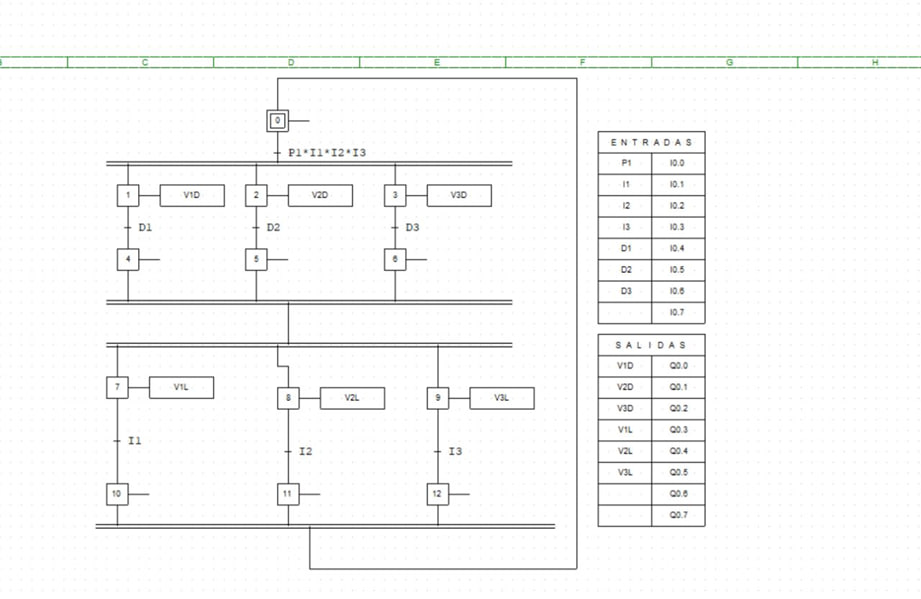 C D E F G H
0
P1*I1*I2*I3
1 V1D 2 V2D 3 V3D
D1 D2 D3
4 5 6
7 V1L 8 V2L 9 V3L
I1 I2 I3
10 11 12
ENTRADAS
P1 I0.0
I1 I0.1
I2 I0.2
I3 I0.3
D1 I0.4
D2 I0.5
D3 I0.6
I0.7
SALIDAS
V1D Q0.0
V2D Q0.1
V3D Q0.2
V1L Q0.3
V2L Q0.4
V3L Q0.5
Q0.6
Q0.7